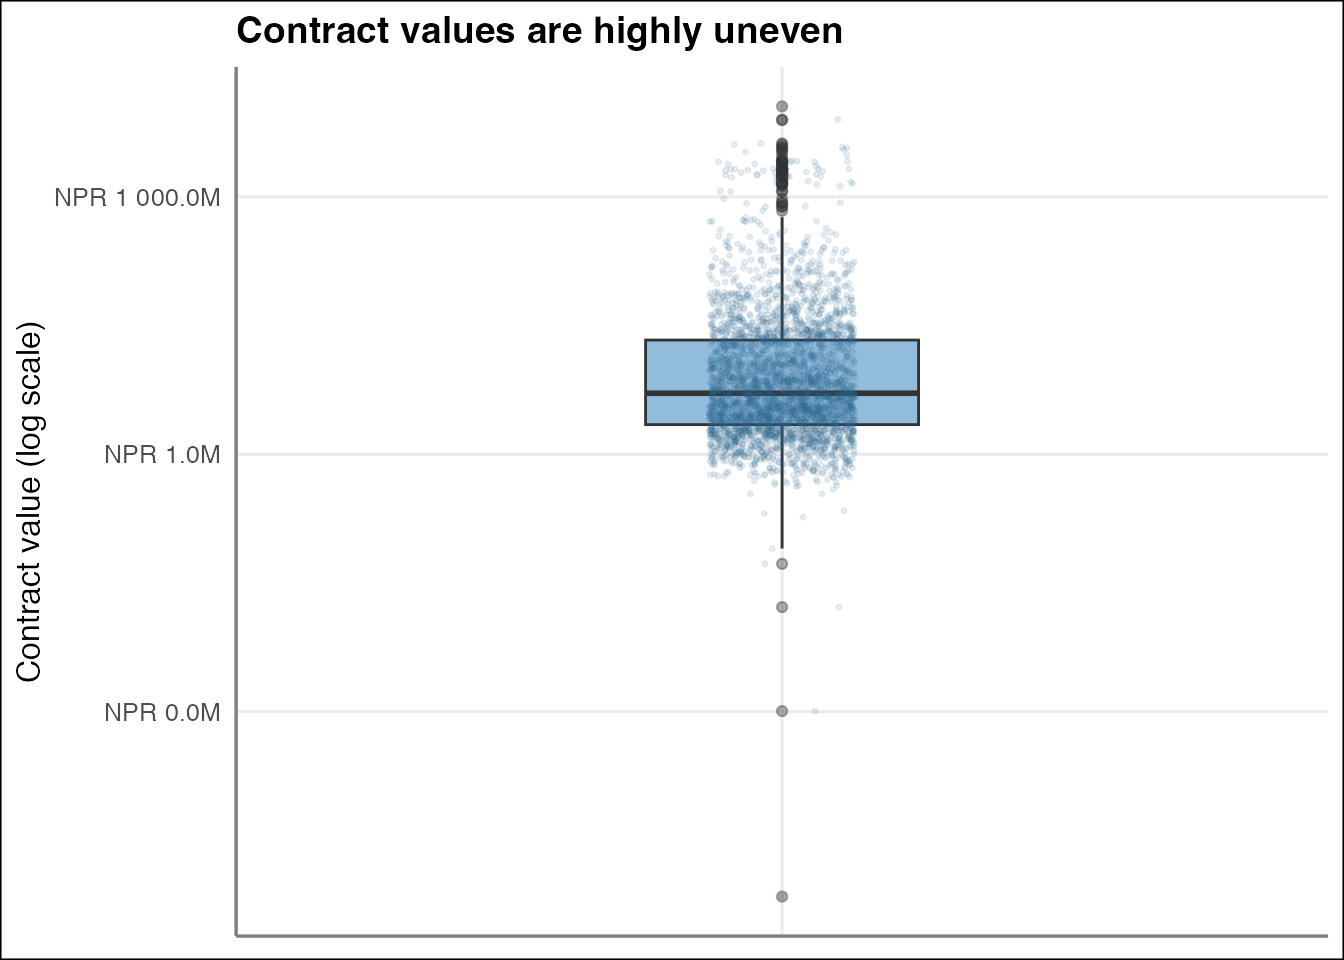 Contract values are highly uneven
NPR 1 000.0M
NPR 1.0M
NPR 0.0M
Contract value (log scale)